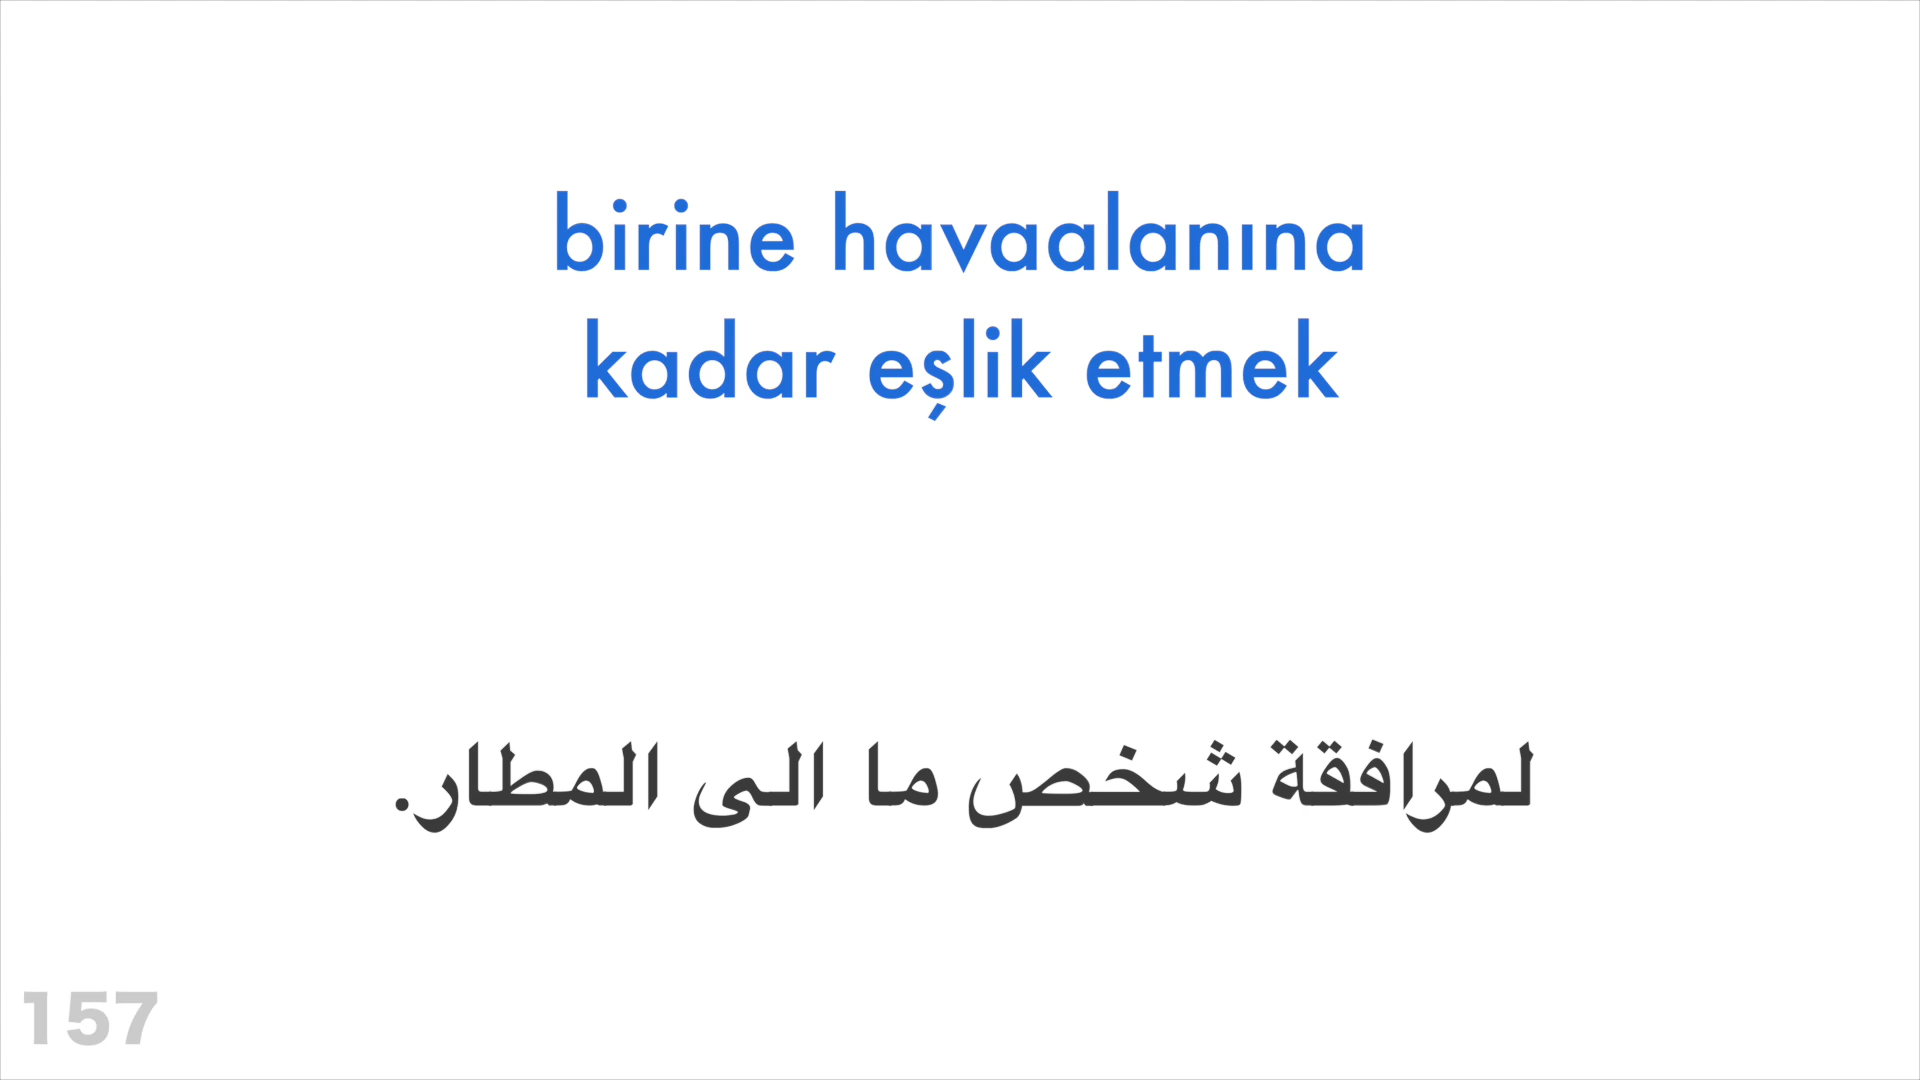 birine havaalanına
kadar eşlik etmek
لمرافقة شخص ما الى المطار.
157